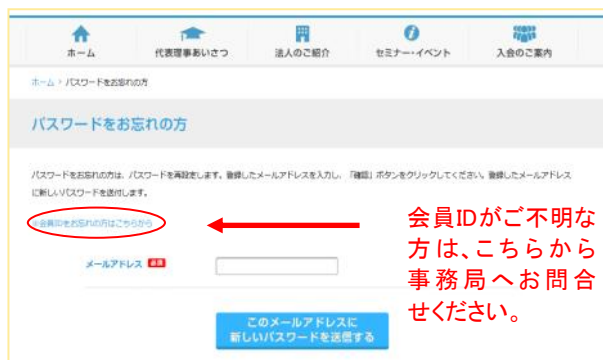 ホーム
代表理事あいさつ
法人のご紹介
セミナー・イベント
入会のご案内
ホーム > パスワードをお忘れの方
パスワードをお忘れの方
パスワードをお忘れの方は、パスワードを再設定します。登録したメールアドレスを入力し、「確認」ボタンをクリックしてください。登録したメールアドレス
に新しいパスワードを送付します。
※会員IDをお忘れの方はこちらから
会員IDがご不明な
方は、こちらから
事務局へお問合
せください。
メールアドレス 必須
このメールアドレスに
新しいパスワードを送信する